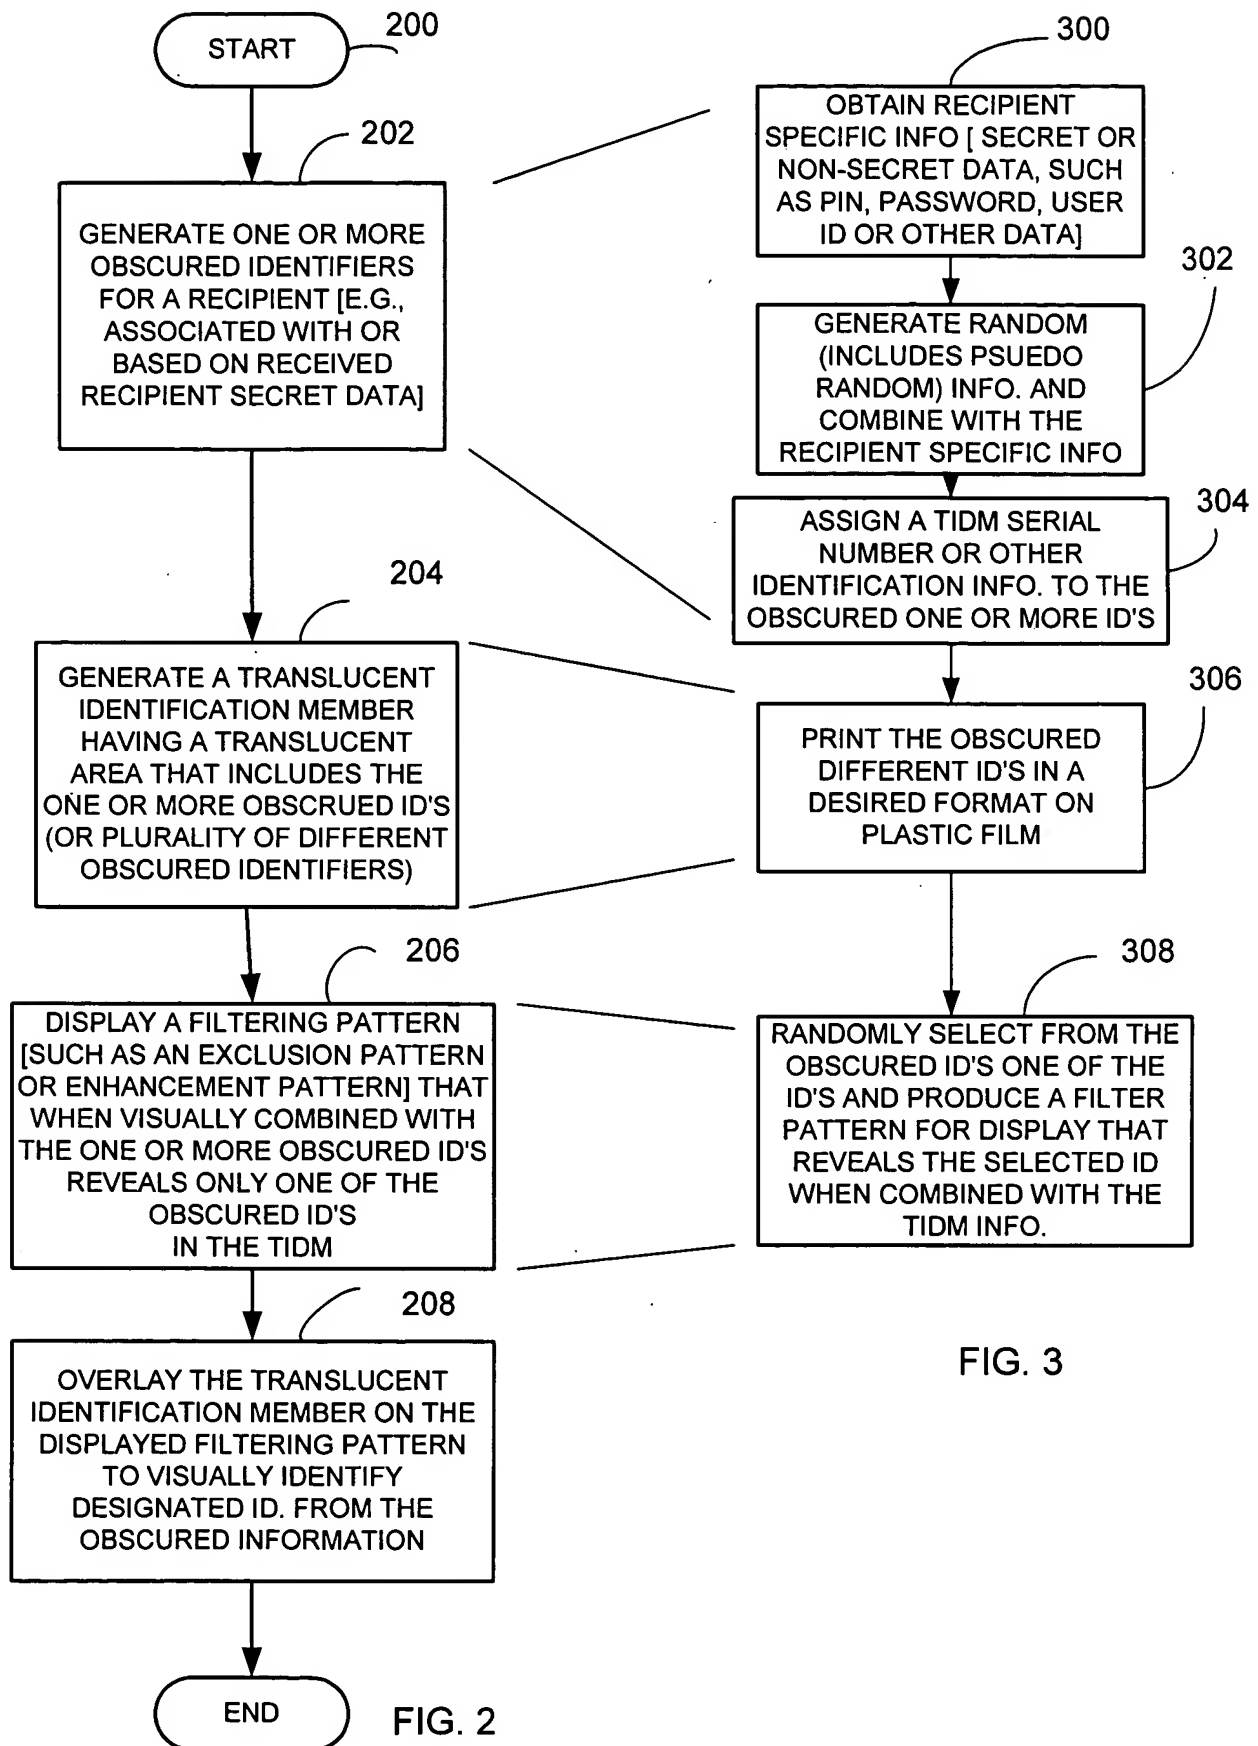 START
200
202
GENERATE ONE OR MORE
OBSCURED IDENTIFIERS
FOR A RECIPIENT [E.G.,
ASSOCIATED WITH OR
BASED ON RECEIVED
RECIPIENT SECRET DATA]
204
GENERATE A TRANSLUCENT
IDENTIFICATION MEMBER
HAVING A TRANSLUCENT
AREA THAT INCLUDES THE
ONE OR MORE OBSCRUED ID'S
(OR PLURALITY OF DIFFERENT
OBSCURED IDENTIFIERS)
206
DISPLAY A FILTERING PATTERN
[SUCH AS AN EXCLUSION PATTERN
OR ENHANCEMENT PATTERN] THAT
WHEN VISUALLY COMBINED WITH
THE ONE OR MORE OBSCURED ID'S
REVEALS ONLY ONE OF THE
OBSCURED ID'S
IN THE TIDM
208
OVERLAY THE TRANSLUCENT
IDENTIFICATION MEMBER ON THE
DISPLAYED FILTERING PATTERN
TO VISUALLY IDENTIFY
DESIGNATED ID. FROM THE
OBSCURED INFORMATION
END
FIG. 2
300
OBTAIN RECIPIENT
SPECIFIC INFO [ SECRET OR
NON-SECRET DATA, SUCH
AS PIN, PASSWORD, USER
ID OR OTHER DATA]
302
GENERATE RANDOM
(INCLUDES PSUEDO
RANDOM) INFO. AND
COMBINE WITH THE
RECIPIENT SPECIFIC INFO
304
ASSIGN A TIDM SERIAL
NUMBER OR OTHER
IDENTIFICATION INFO. TO THE
OBSCURED ONE OR MORE ID'S
306
PRINT THE OBSCURED
DIFFERENT ID'S IN A
DESIRED FORMAT ON
PLASTIC FILM
308
RANDOMLY SELECT FROM THE
OBSCURED ID'S ONE OF THE
ID'S AND PRODUCE A FILTER
PATTERN FOR DISPLAY THAT
REVEALS THE SELECTED ID
WHEN COMBINED WITH THE
TIDM INFO.
FIG. 3